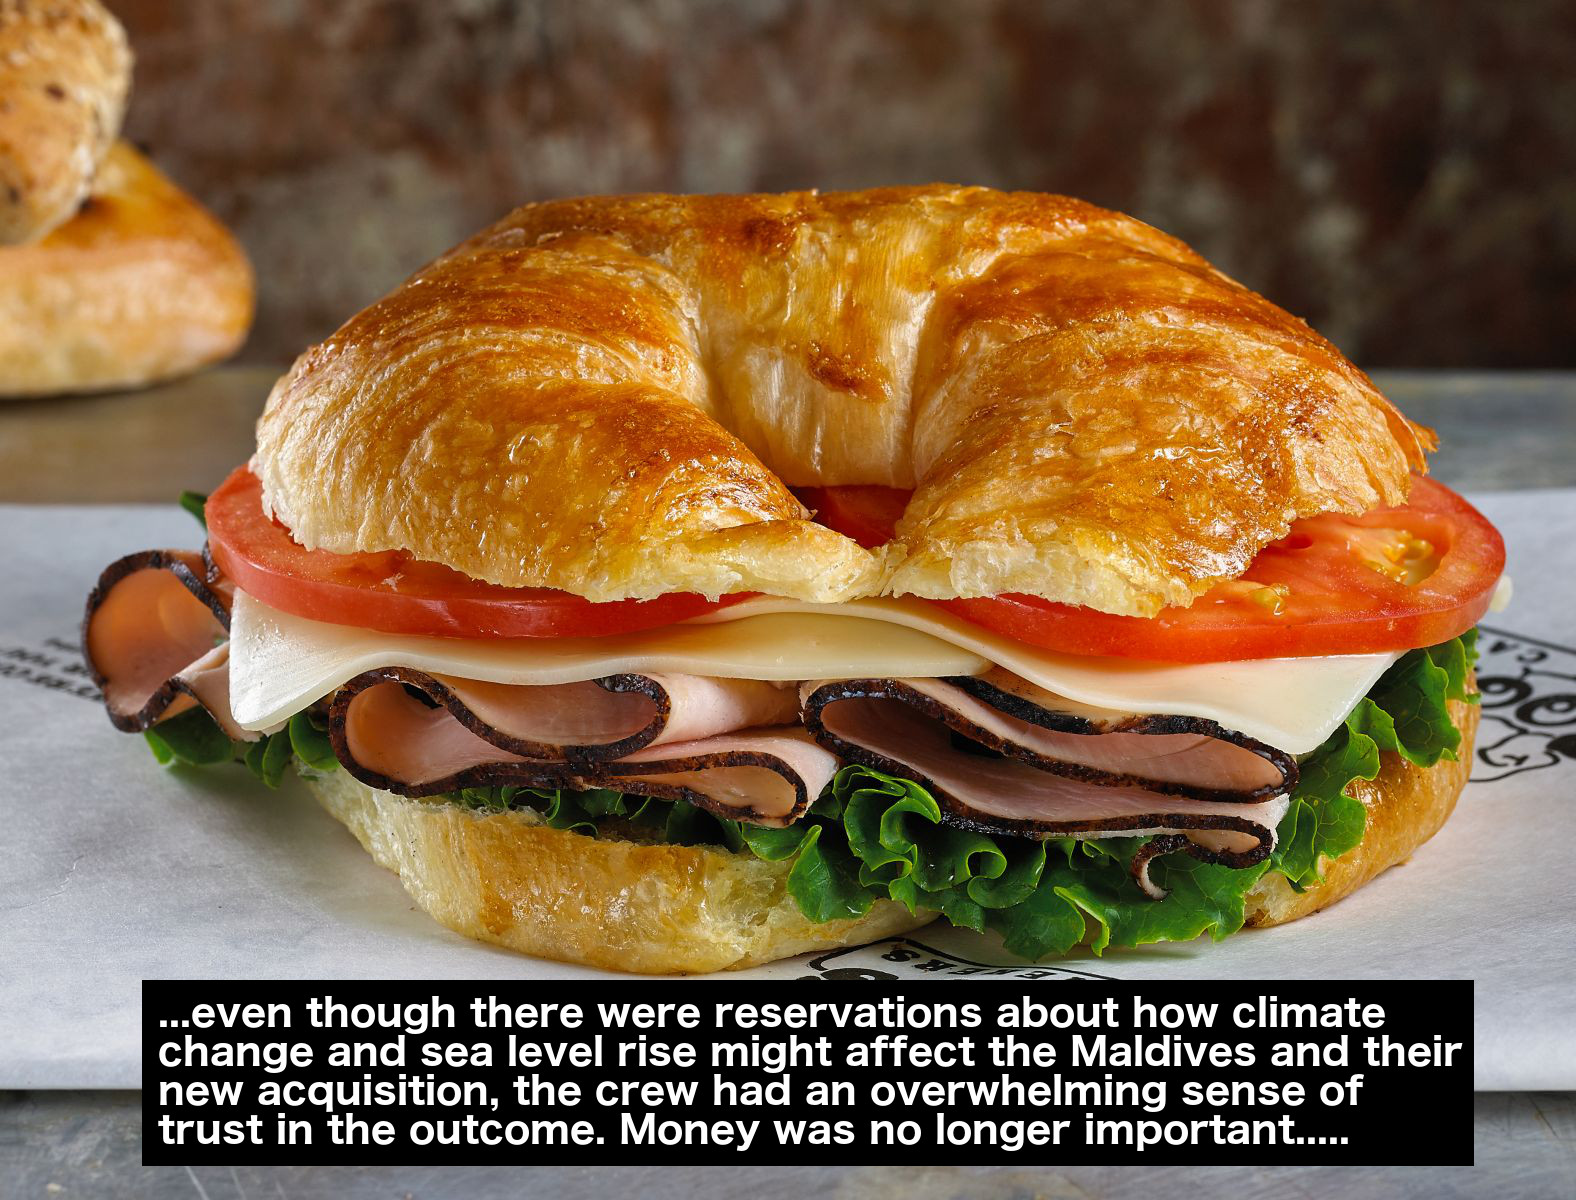 ...even though there were reservations about how climate
change and sea level rise might affect the Maldives and their
new acquisition, the crew had an overwhelming sense of
trust in the outcome. Money was no longer important.....